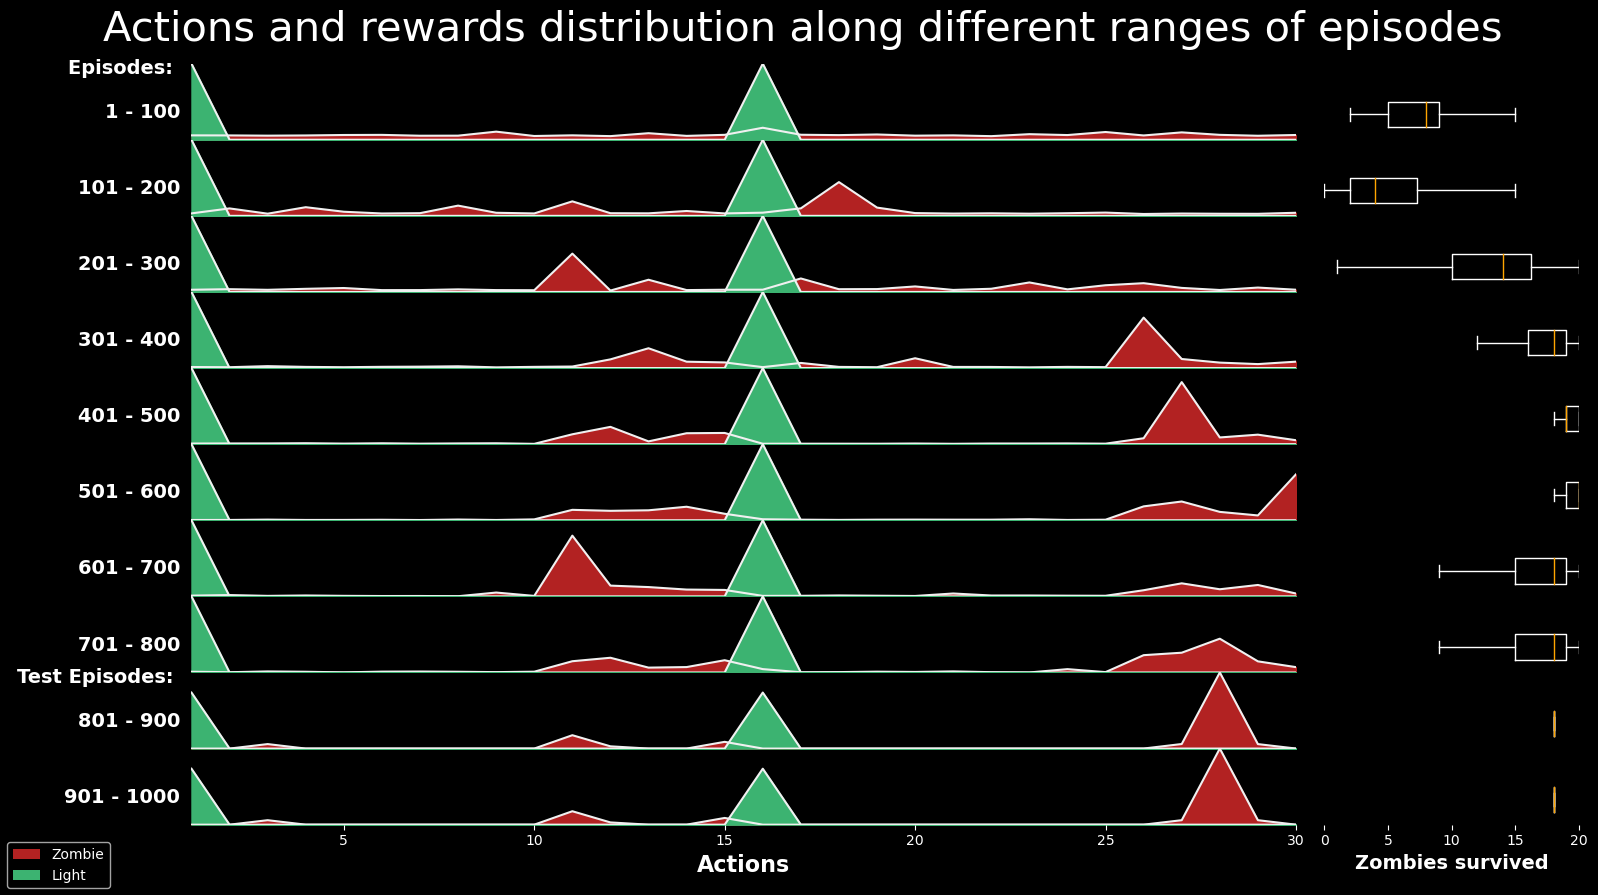 Actions and rewards distribution along different ranges of episodes
Episodes:
1 - 100
101 - 200
201 - 300
301 - 400
401 - 500
501 - 600
601 - 700
701 - 800
Test Episodes:
801 - 900
901 - 1000
5 10 15 20 25 30
0 5 10 15 20
Actions
Zombies survived
Zombie
Light